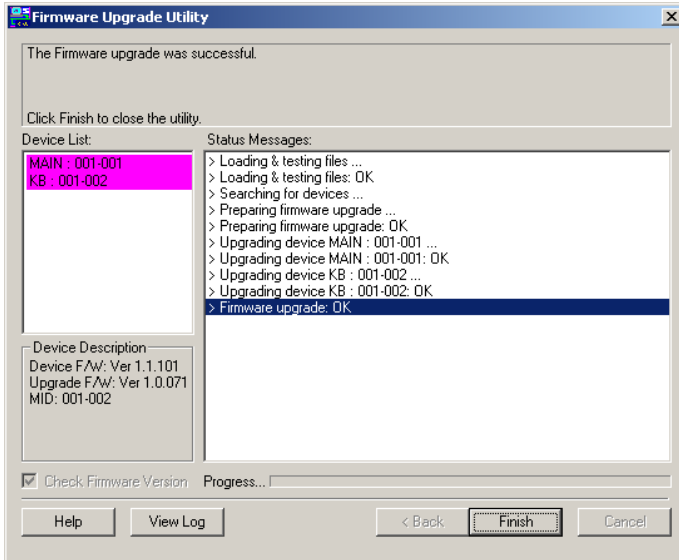 Firmware Upgrade Utility
The Firmware upgrade was successful.
Click Finish to close the utility.
Device List:
MAIN : 001-001
KB : 001-002
Status Messages:
> Loading & testing files ...
> Loading & testing files: OK
> Searching for devices ...
> Preparing firmware upgrade ...
> Preparing firmware upgrade: OK
> Upgrading device MAIN : 001-001 ...
> Upgrading device MAIN : 001-001: OK
> Upgrading device KB : 001-002 ...
> Upgrading device KB : 001-002: OK
> Firmware upgrade: OK
Device Description
Device F/W: Ver 1.1.101
Upgrade F/W: Ver 1.0.071
MID: 001-002
Check Firmware Version
Progress...
Help
View Log
< Back
Finish
Cancel